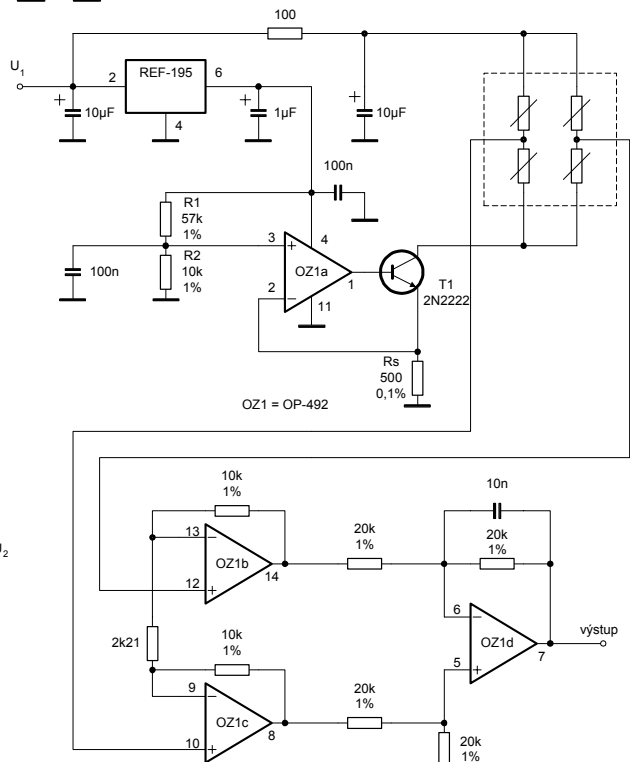 100
U1
2
REF-195
6
4
10µF
1µF
10µF
100n
R1
57k
1%
R2
10k
1%
100n
3
+
4
OZ1a
1
2
−
11
T1
2N2222
Rs
500
0,1%
OZ1 = OP-492
10k
1%
10n
20k
1%
20k
1%
13
−
OZ1b
14
12
+
2k21
10k
1%
6
−
OZ1d
7
výstup
5
+
9
−
OZ1c
8
10
+
20k
1%
20k
1%